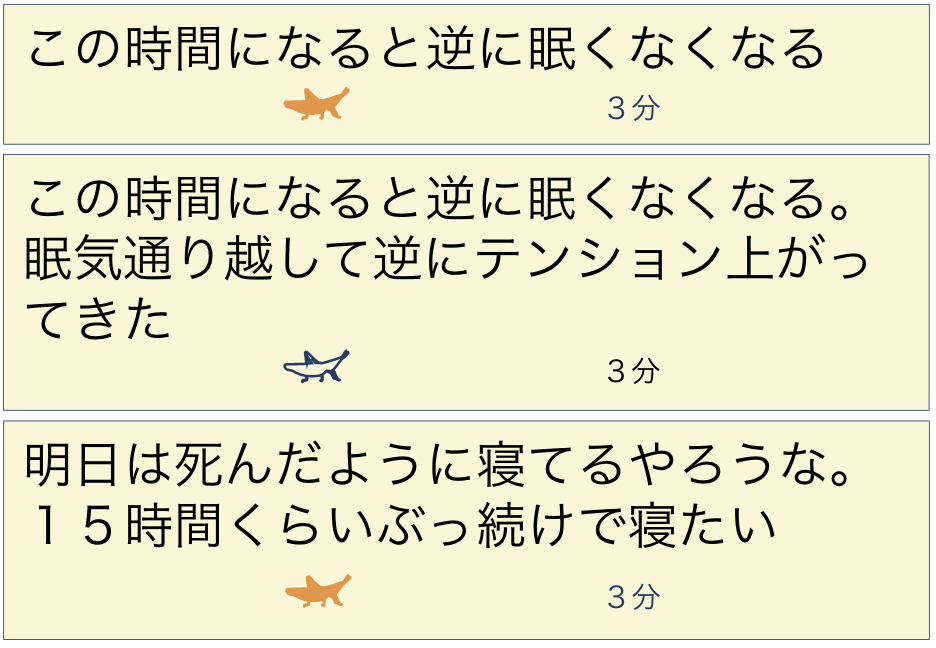 この時間になると逆に眠くなくなる
３分
この時間になると逆に眠くなくなる。
眠気通り越して逆にテンション上がっ
てきた
３分
明日は死んだように寝てるやろうな。
１５時間くらいぶっ続けで寝たい
３分